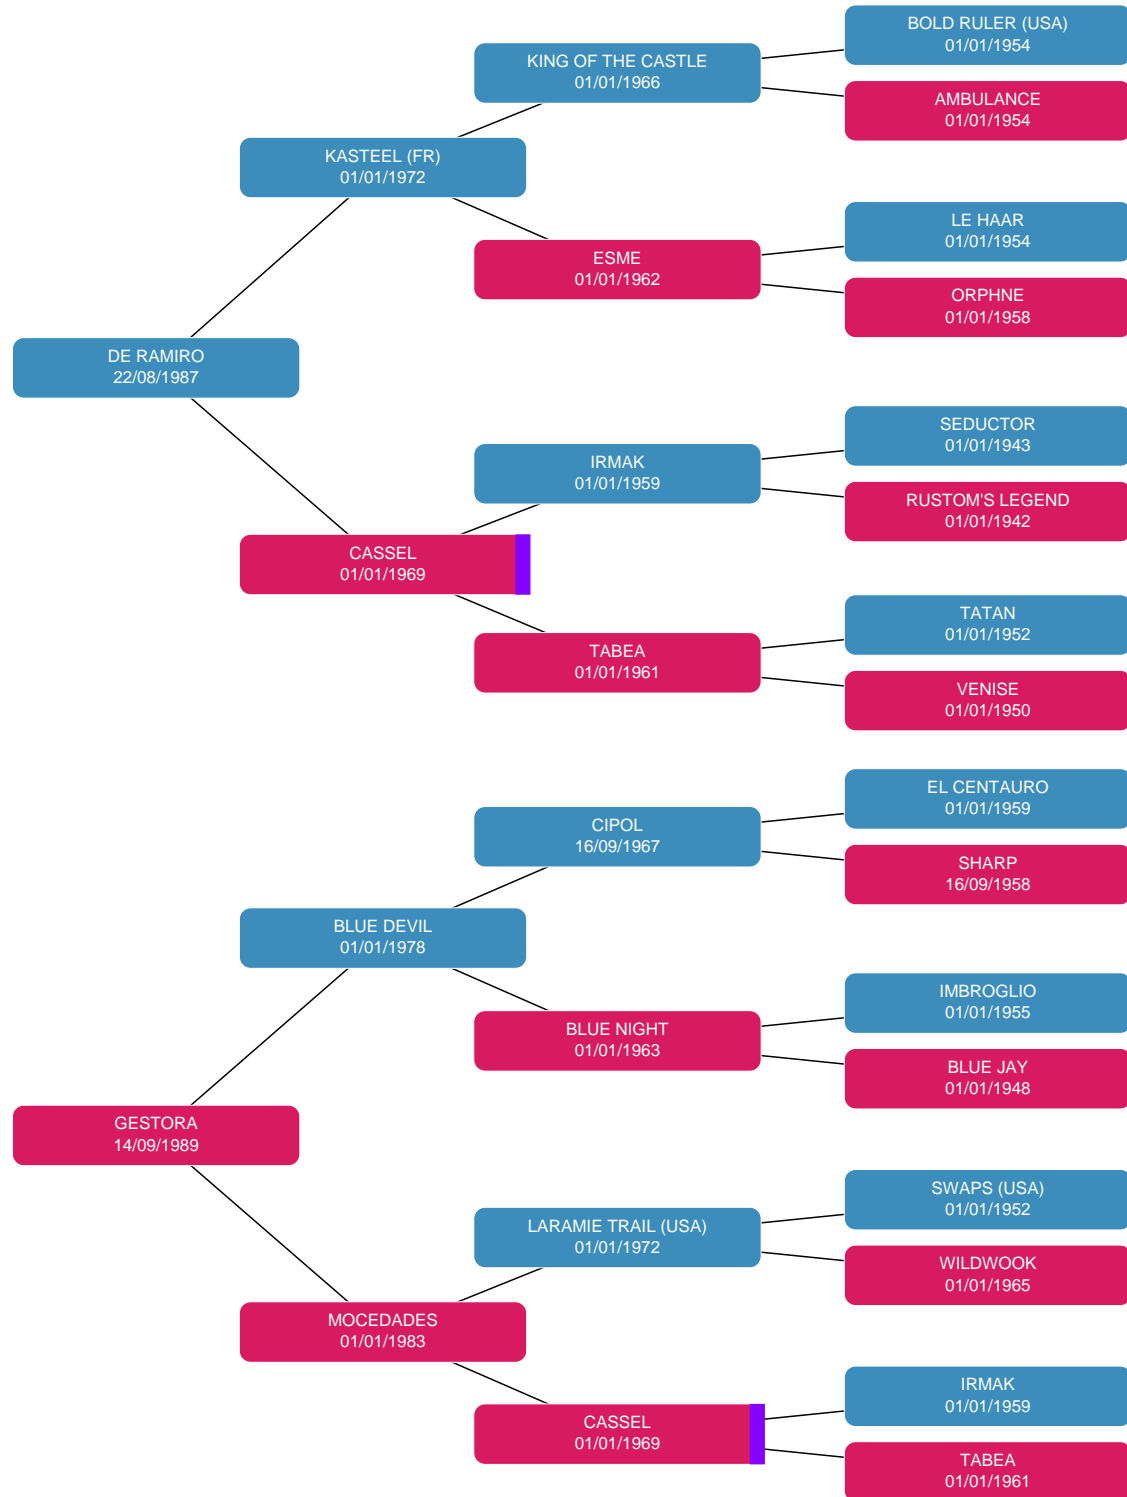 BOLD RULER (USA)
01/01/1954
KING OF THE CASTLE
01/01/1966
AMBULANCE
01/01/1954
KASTEEL (FR)
01/01/1972
LE HAAR
01/01/1954
ESME
01/01/1962
ORPHNE
01/01/1958
DE RAMIRO
22/08/1987
SEDUCTOR
01/01/1943
IRMAK
01/01/1959
RUSTOM'S LEGEND
01/01/1942
CASSEL
01/01/1969
TATAN
01/01/1952
TABEA
01/01/1961
VENISE
01/01/1950
EL CENTAURO
01/01/1959
CIPOL
16/09/1967
SHARP
16/09/1958
BLUE DEVIL
01/01/1978
IMBROGLIO
01/01/1955
BLUE NIGHT
01/01/1963
BLUE JAY
01/01/1948
GESTORA
14/09/1989
SWAPS (USA)
01/01/1952
LARAMIE TRAIL (USA)
01/01/1972
WILDWOOK
01/01/1965
MOCEDADES
01/01/1983
IRMAK
01/01/1959
CASSEL
01/01/1969
TABEA
01/01/1961